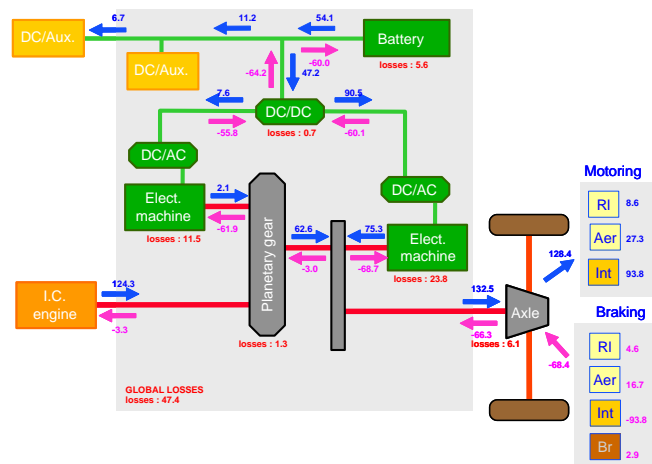 6.7
11.2
54.1
DC/Aux.
Battery
-60.0
losses : 5.6
DC/Aux.
-64.2
47.2
7.6
90.5
DC/DC
-55.8
-60.1
losses : 0.7
DC/AC
DC/AC
Motoring
Elect.
machine
2.1
-61.9
losses : 11.5
Planetary gear
62.6
75.3
-3.0
-68.7
Elect.
machine
losses : 23.8
Rl 8.6
Aer 27.3
Int 93.8
128.4
I.C.
engine
124.3
-3.3
132.5
Axle
-66.3
losses : 6.1
-68.4
losses : 1.3
Braking
Rl 4.6
Aer 16.7
Int -93.8
Br 2.9
GLOBAL LOSSES
losses : 47.4